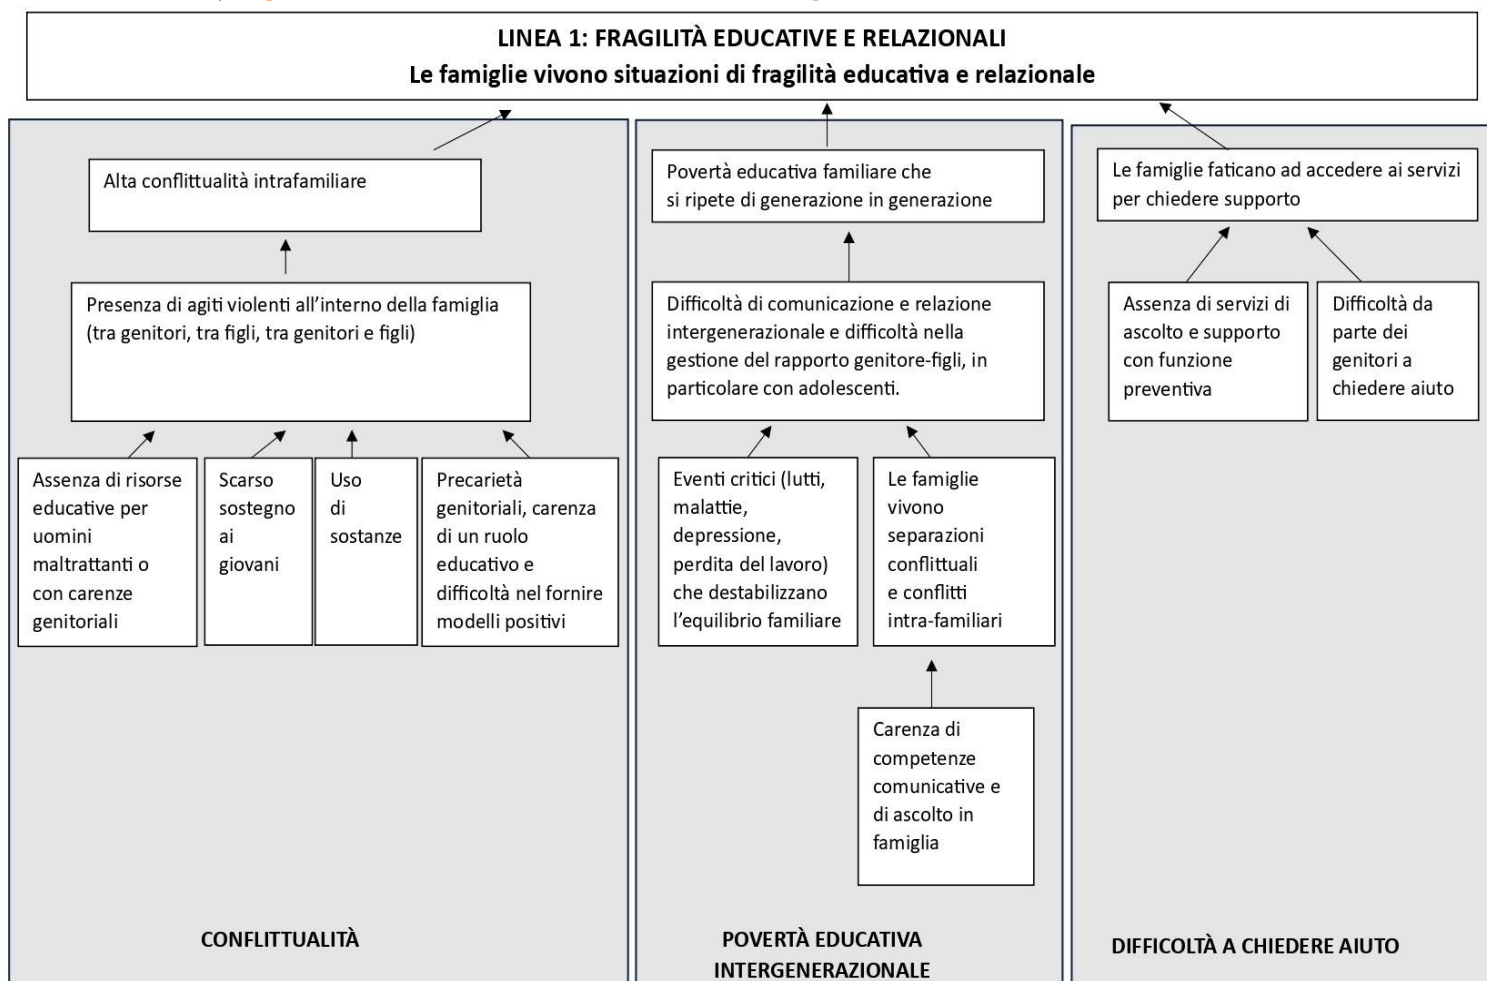 LINEA 1: FRAGILITÀ EDUCATIVE E RELAZIONALI
Le famiglie vivono situazioni di fragilità educativa e relazionale
Alta conflittualità intrafamiliare
Presenza di agiti violenti all’interno della famiglia
(tra genitori, tra figli, tra genitori e figli)
Assenza di risorse
educative per
uomini
maltrattanti o
con carenze
genitoriali
Scarso
sostegno
ai
giovani
Uso
di
sostanze
Precarietà
genitoriali, carenza
di un ruolo
educativo e
difficoltà nel fornire
modelli positivi
CONFLITTUALITÀ
Povertà educativa familiare che
si ripete di generazione in generazione
Difficoltà di comunicazione e relazione
intergenerazionale e difficoltà nella
gestione del rapporto genitore-figli, in
particolare con adolescenti.
Eventi critici (lutti,
malattie,
depressione,
perdita del lavoro)
che destabilizzano
l’equilibrio familiare
Le famiglie
vivono
separazioni
conflittuali
e conflitti
intra-familiari
Carenza di
competenze
comunicative e
di ascolto in
famiglia
POVERTÀ EDUCATIVA
INTERGENERAZIONALE
Le famiglie faticano ad accedere ai servizi
per chiedere supporto
Assenza di servizi di
ascolto e supporto
con funzione
preventiva
Difficoltà da
parte dei
genitori a
chiedere aiuto
DIFFICOLTÀ A CHIEDERE AIUTO